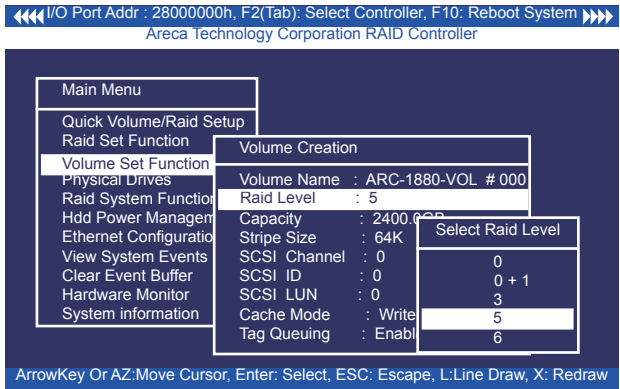 I/O Port Addr : 28000000h, F2(Tab): Select Controller, F10: Reboot System
Areca Technology Corporation RAID Controller
Main Menu
Quick Volume/Raid Setup
Raid Set Function
Volume Set Function
Physical Drives
Raid System Function
Hdd Power Managem
Ethernet Configuratio
View System Events
Clear Event Buffer
Hardware Monitor
System information
Volume Creation
Volume Name : ARC-1880-VOL # 000
Raid Level : 5
Capacity : 2400.0GB
Stripe Size : 64K
SCSI Channel : 0
SCSI ID : 0
SCSI LUN : 0
Cache Mode : Write
Tag Queuing : Enabl
Select Raid Level
0
0 + 1
3
5
6
ArrowKey Or AZ:Move Cursor, Enter: Select, ESC: Escape, L:Line Draw, X: Redraw